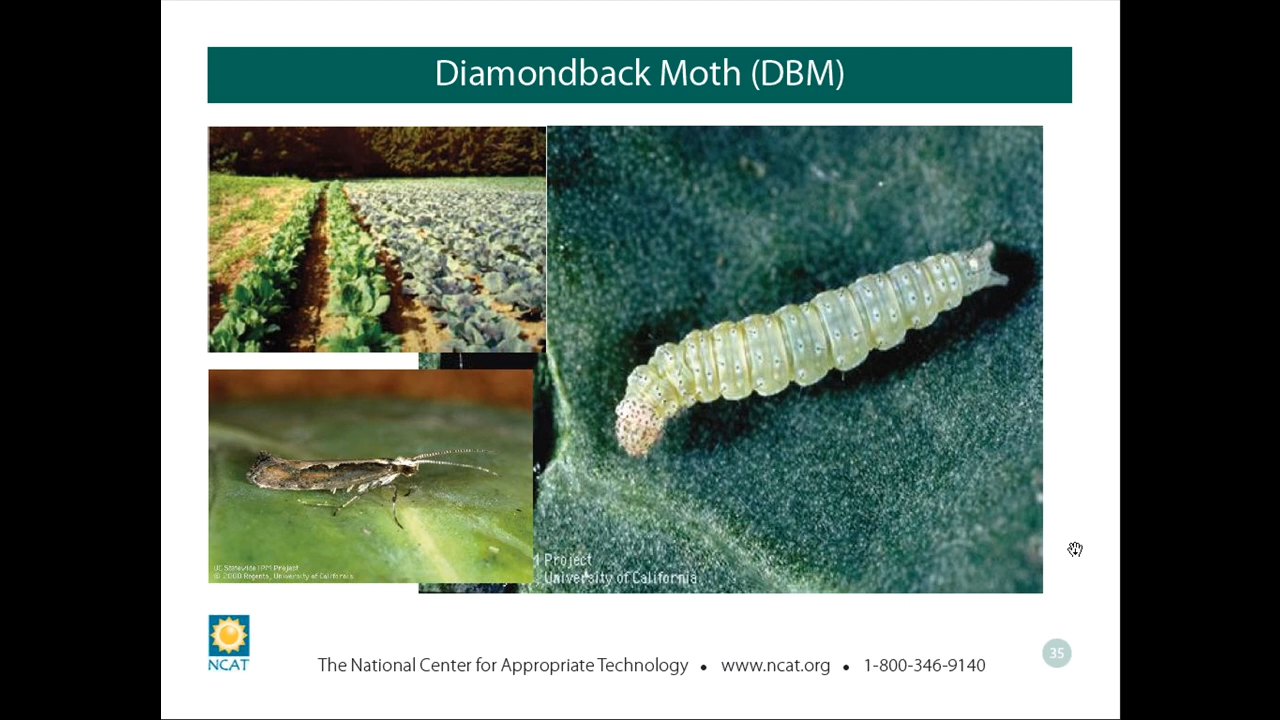 Diamondback Moth (DBM)
UC Statewide IPM Project
© 2000 Regents, University of California
Project
University of California
NCAT
The National Center for Appropriate Technology • www.ncat.org • 1-800-346-9140
35